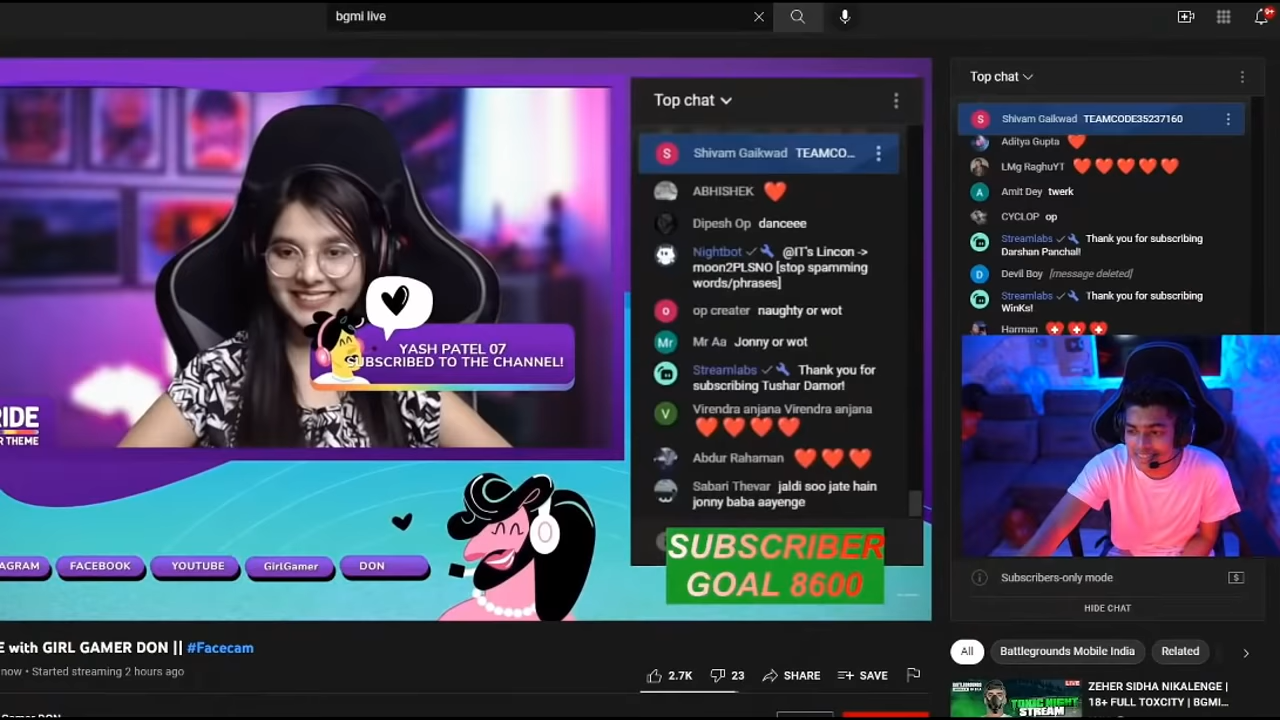 bgmi live
9+
Top chat
Shivam Gaikwad TEAMCO...
ABHISHEK ❤️
Dipesh Op danceee
Nightbot @IT's Lincon ->
moon2PLSNO [stop spamming
words/phrases]
op creater naughty or wot
Mr Aa Jonny or wot
Streamlabs Thank you for
subscribing Tushar Damor!
Virendra anjana Virendra anjana
❤️❤️❤️❤️
Abdur Rahaman ❤️❤️❤️
Sabari Thevar jaldi soo jate hain
jonny baba aayenge
YASH PATEL 07
SUBSCRIBED TO THE CHANNEL!
RIDE
R THEME
AGRAM
FACEBOOK
YOUTUBE
GirlGamer
DON
SUBSCRIBER
GOAL 8600
E with GIRL GAMER DON || #Facecam
now • Started streaming 2 hours ago
2.7K
23
SHARE
SAVE
Top chat
Shivam Gaikwad TEAMCODE35237160
Aditya Gupta ❤️
LMg RaghuYT ❤️❤️❤️❤️❤️
Amit Dey twerk
CYCLOP op
Streamlabs Thank you for subscribing
Darshan Panchal!
Devil Boy [message deleted]
Streamlabs Thank you for subscribing
WinKs!
Harman
Subscribers-only mode
HIDE CHAT
All
Battlegrounds Mobile India
Related
LIVE
TOXIC NIGHT
STREAM
ZEHER SIDHA NIKALENGE |
18+ FULL TOXCITY | BGMI...